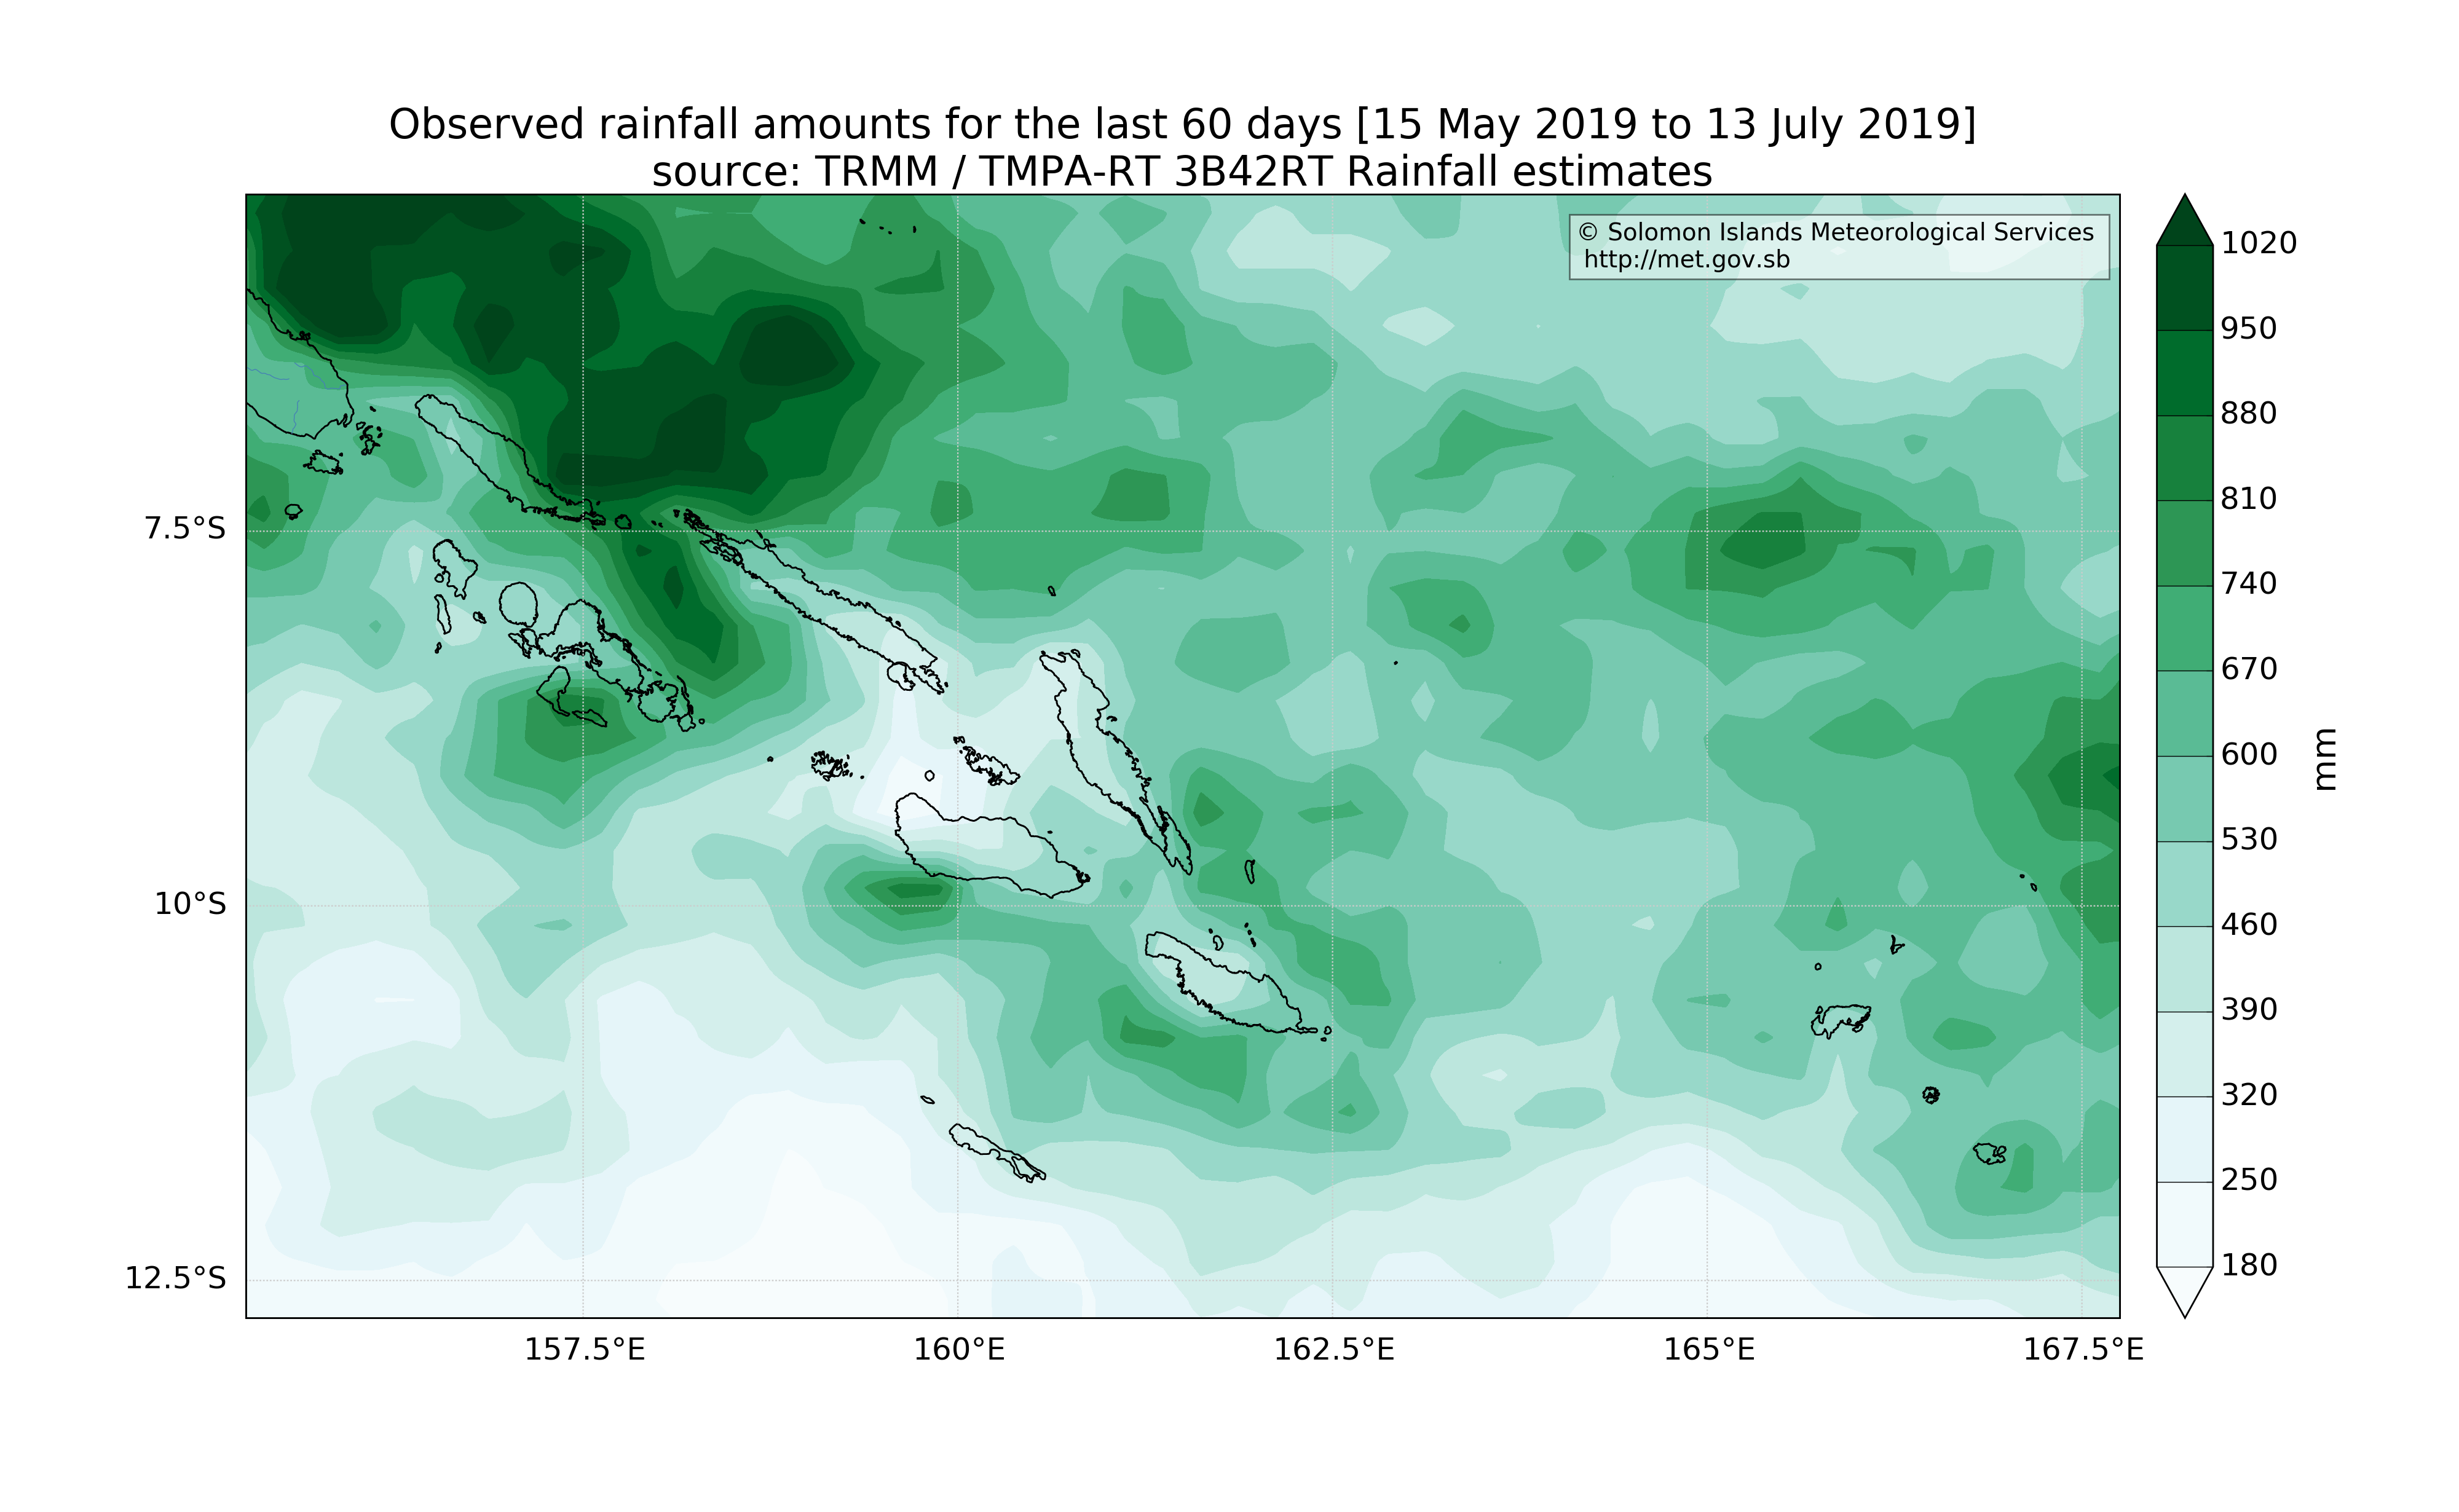 Observed rainfall amounts for the last 60 days [15 May 2019 to 13 July 2019]
source: TRMM / TMPA-RT 3B42RT Rainfall estimates
© Solomon Islands Meteorological Services
http://met.gov.sb
7.5°S
10°S
12.5°S
157.5°E
160°E
162.5°E
165°E
167.5°E
1020
950
880
810
740
670
600
530
460
390
320
250
180
mm